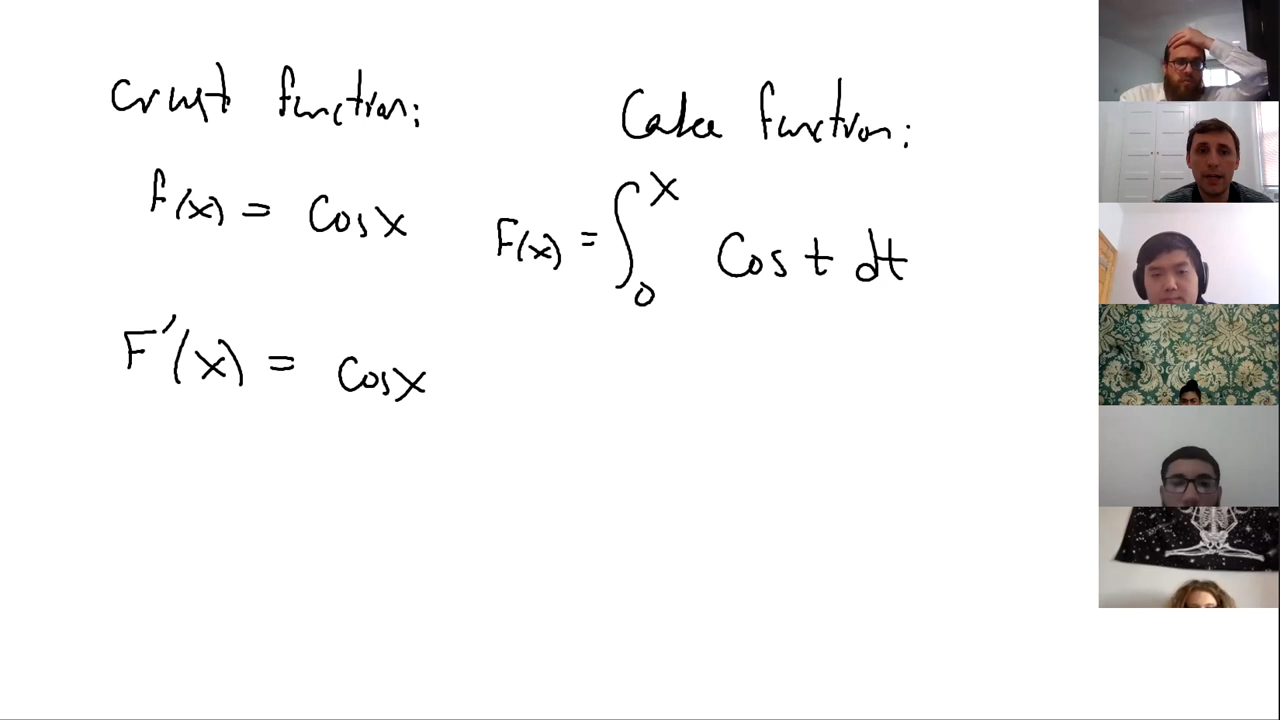 Crust function:
f(x) = Cos x
F'(x) = Cos x
Cake function:
F(x) = ∫₀ˣ Cos t dt